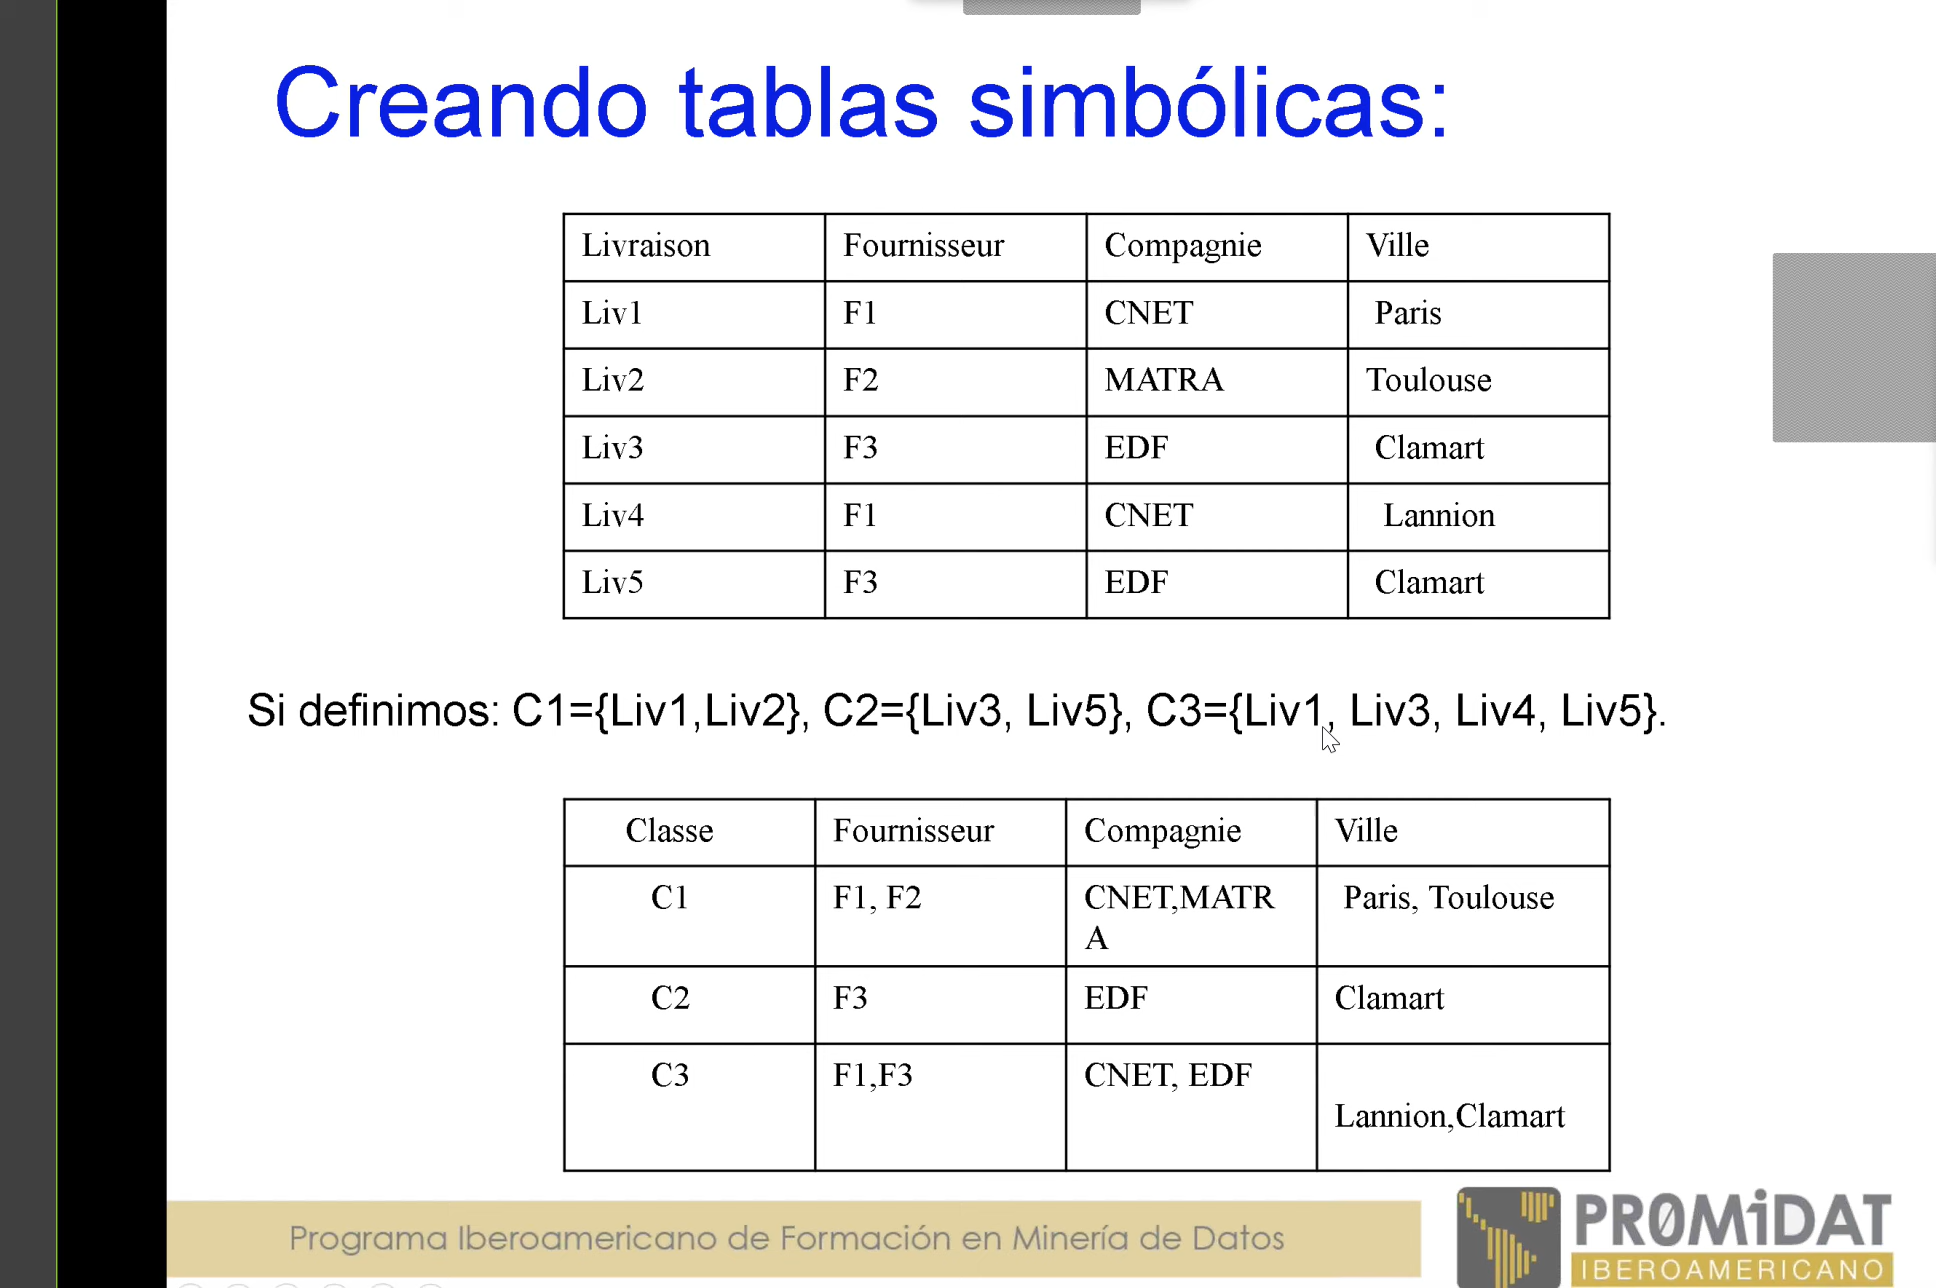 Creando tablas simbólicas:
Livraison Fournisseur Compagnie Ville
Liv1 F1 CNET Paris
Liv2 F2 MATRA Toulouse
Liv3 F3 EDF Clamart
Liv4 F1 CNET Lannion
Liv5 F3 EDF Clamart
Si definimos: C1={Liv1,Liv2}, C2={Liv3, Liv5}, C3={Liv1, Liv3, Liv4, Liv5}.
Classe Fournisseur Compagnie Ville
C1 F1, F2 CNET,MATR Paris, Toulouse
A
C2 F3 EDF Clamart
C3 F1,F3 CNET, EDF
Lannion,Clamart
Programa Iberoamericano de Formación en Minería de Datos
PR0MiDAT
IBEROAMERICANO